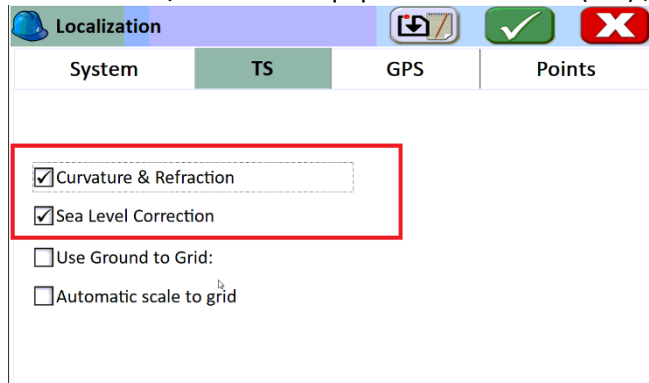 Localization
System TS GPS Points
Curvature & Refraction
Sea Level Correction
Use Ground to Grid:
Automatic scale to grid